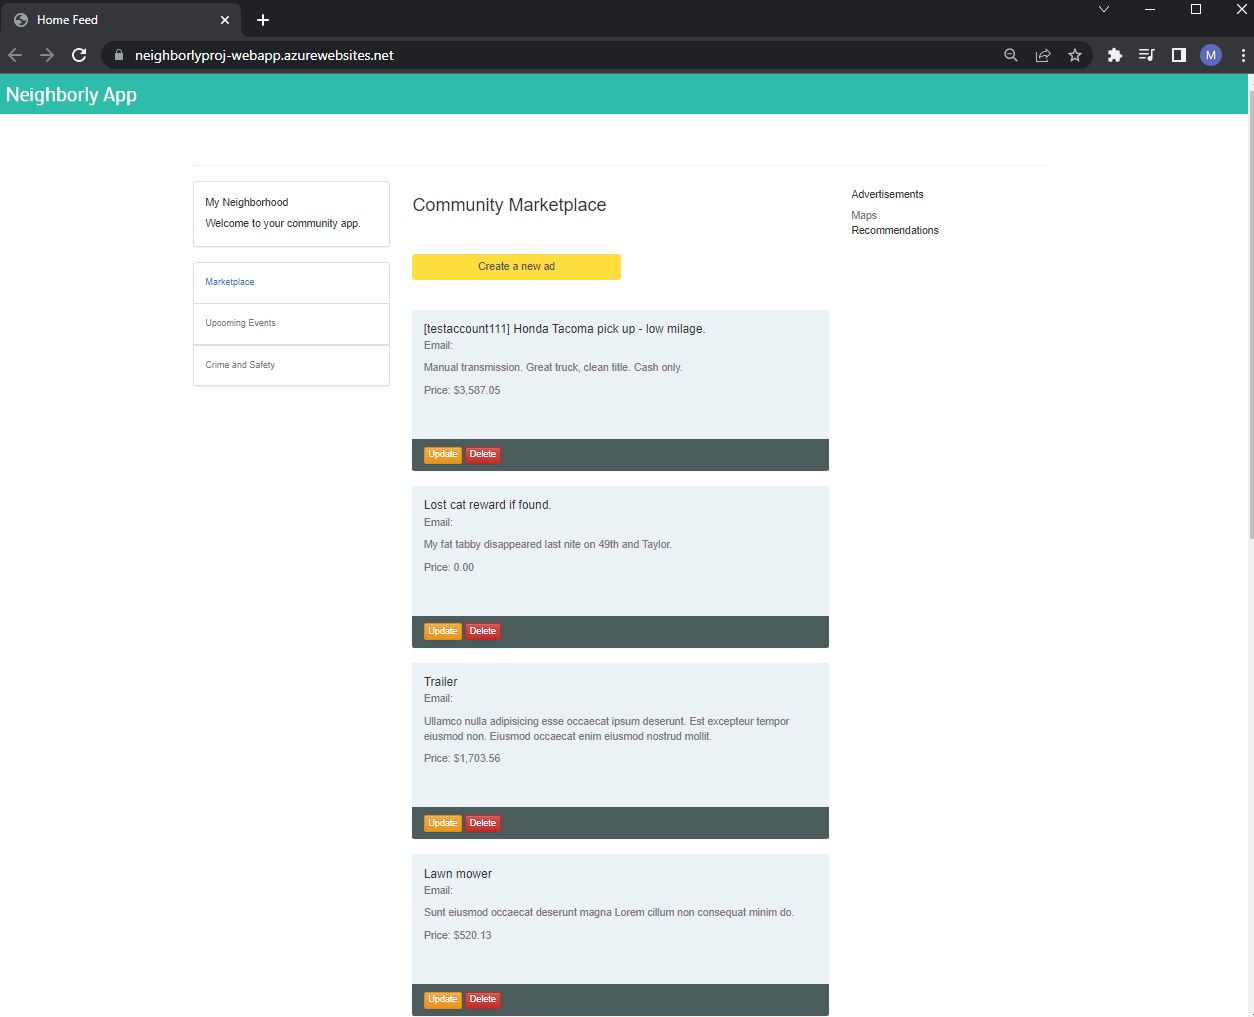 Home Feed
neighborlyproj-webapp.azurewebsites.net
M
Neighborly App
My Neighborhood
Welcome to your community app.
Marketplace
Upcoming Events
Crime and Safety
Community Marketplace
Create a new ad
[testaccount111] Honda Tacoma pick up - low milage.
Email:
Manual transmission. Great truck, clean title. Cash only.
Price: $3,587.05
Update Delete
Lost cat reward if found.
Email:
My fat tabby disappeared last nite on 49th and Taylor.
Price: 0.00
Update Delete
Trailer
Email:
Ullamco nulla adipisicing esse occaecat ipsum deserunt. Est excepteur tempor
eiusmod non. Eiusmod occaecat enim eiusmod nostrud mollit.
Price: $1,703.56
Update Delete
Lawn mower
Email:
Sunt eiusmod occaecat deserunt magna Lorem cillum non consequat minim do.
Price: $520.13
Update Delete
Advertisements
Maps
Recommendations